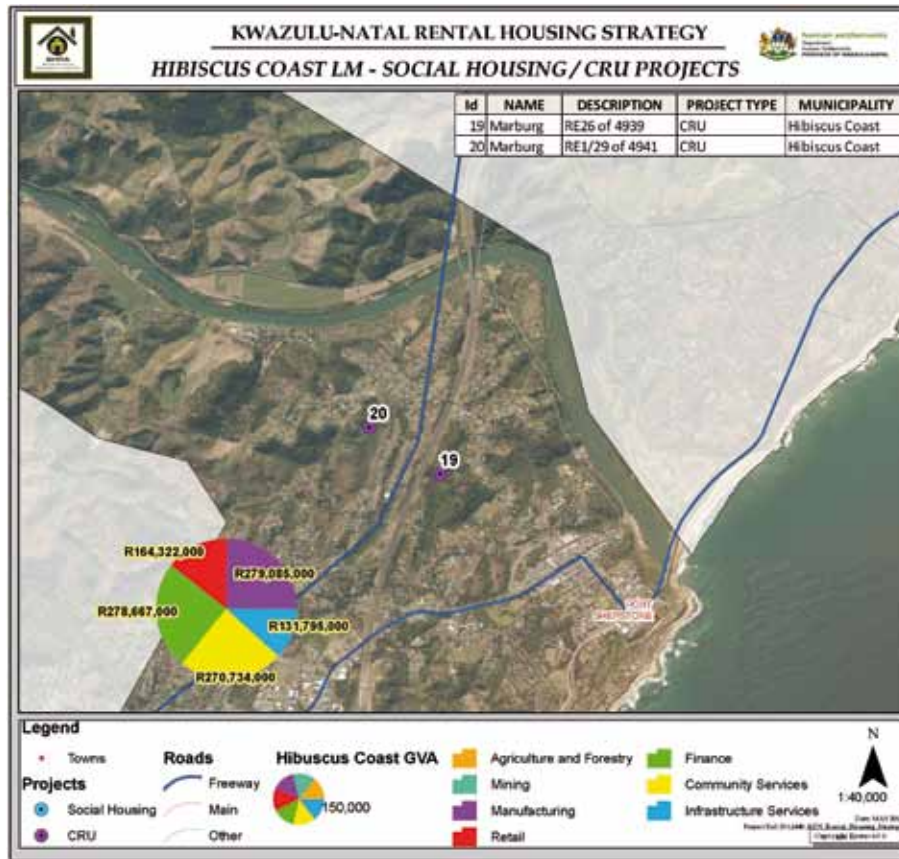 KWAZULU-NATAL RENTAL HOUSING STRATEGY
HIBISCUS COAST LM - SOCIAL HOUSING / CRU PROJECTS
human settlements
Id NAME DESCRIPTION PROJECT TYPE MUNICIPALITY
19 Marburg RE26 of 4939 CRU Hibiscus Coast
20 Marburg RE1/29 of 4941 CRU Hibiscus Coast
20
19
R164,322,000
R279,085,000
R278,667,000
R131,795,000
R270,734,000
PORT
SHEPSTONE
Legend
Towns
Projects
Social Housing
CRU
Roads
Freeway
Main
Other
Hibuscus Coast GVA
150,000
Agriculture and Forestry
Mining
Manufacturing
Retail
Finance
Community Services
Infrastructure Services
N
1:40,000